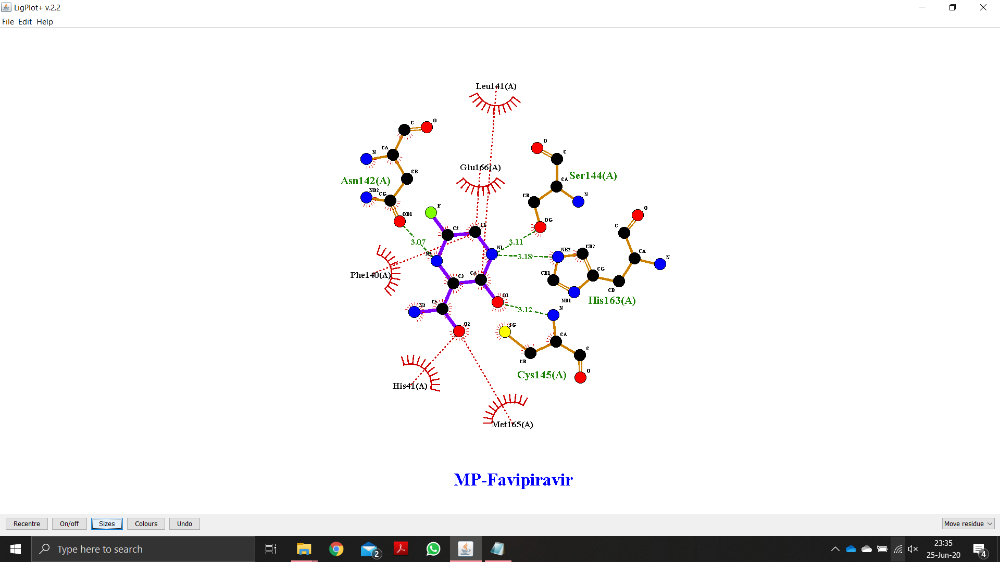 LigPlot+ v.2.2
File Edit Help
Leu141(A)
C O
CA
N
CB
Asn142(A)
ND2 CG
OD1
Glu166(A)
O
C
Ser144(A)
CA
CB N
OG
F
C2 C1
3.07
N2
3.11
N1
3.18
NE2 CD2
O
C
CA N
CG
CE1
CB
ND1
His163(A)
Phe140(A)
C3 C4
N3 C5
O1
3.12
N
O2
SG
CA
C
CB
O
Cys145(A)
His41(A)
Met165(A)
MP-Favipiravir
Recentre On/off Sizes Colours Undo Move residue
Type here to search
2
23:35
25-Jun-20
4